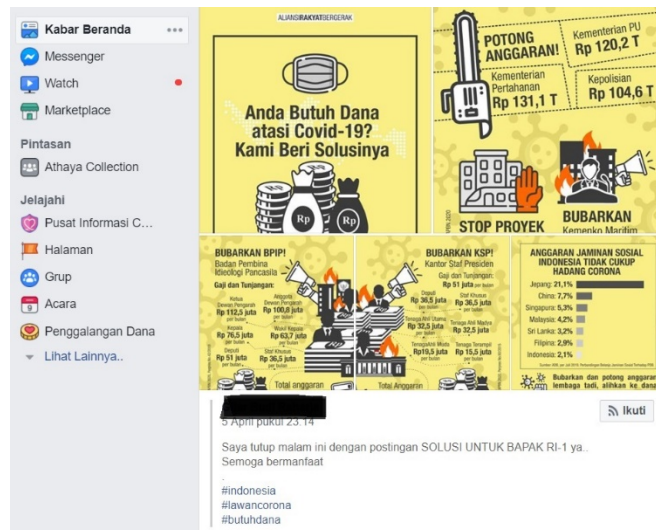 Kabar Beranda
Messenger
Watch
Marketplace
Pintasan
Athaya Collection
Jelajahi
Pusat Informasi C...
Halaman
Grup
Acara
Penggalangan Dana
Lihat Lainnya..
ALIANSIRAKYATBERGERAK
Anda Butuh Dana
atasi Covid-19?
Kami Beri Solusinya
Rp
Rp
POTONG
ANGGARAN!
Kementerian PU
Rp 120,2 T
Kementerian
Pertahanan
Rp 131,1 T
Kepolisian
Rp 104,6 T
STOP PROYEK
BUBARKAN
Kemenko Maritim
BUBARKAN BPIP!
Badan Pembina
Ideologi Pancasila
Gaji dan Tunjangan:
Ketua
Dewan Pengarah
Rp 112,5 juta
per bulan
Anggota
Dewan Pengarah
Rp 100,8 juta
per bulan
Kepala
Rp 76,5 juta
per bulan
Wakil Kepala
Rp 63,7 juta
per bulan
Deputi
Rp 51 juta
per bulan
Staf Khusus
Rp 36,5 juta
per bulan
Total anggaran
BUBARKAN KSP!
Kantor Staf Presiden
Gaji dan Tunjangan:
Rp 51 juta
per bulan
Deputi
Rp 36,5 juta
per bulan
Staf Khusus
Rp 36,5 juta
per bulan
Tenaga Ahli Utama
Rp 32,5 juta
per bulan
Tenaga Ahli Madya
Rp 32,5 juta
per bulan
Tenaga Ahli Muda
Rp19,5 juta
per bulan
Tenaga Terampil
Rp 15,5 juta
per bulan
Total Anggaran
ANGGARAN JAMINAN SOSIAL
INDONESIA TIDAK CUKUP
HADANG CORONA
Jepang: 21,1%
China: 7,7%
Singapura: 5,3%
Malaysia: 4,2%
Sri Lanka: 3,2%
Filipina: 2,9%
Indonesia: 2,1%
Bubarkan dan potong anggaran
lembaga tadi, alihkan ke dana
5 April pukul 23.14
Ikuti
Saya tutup malam ini dengan postingan SOLUSI UNTUK BAPAK RI-1 ya..
Semoga bermanfaat
.
#indonesia
#lawancorona
#butuhdana